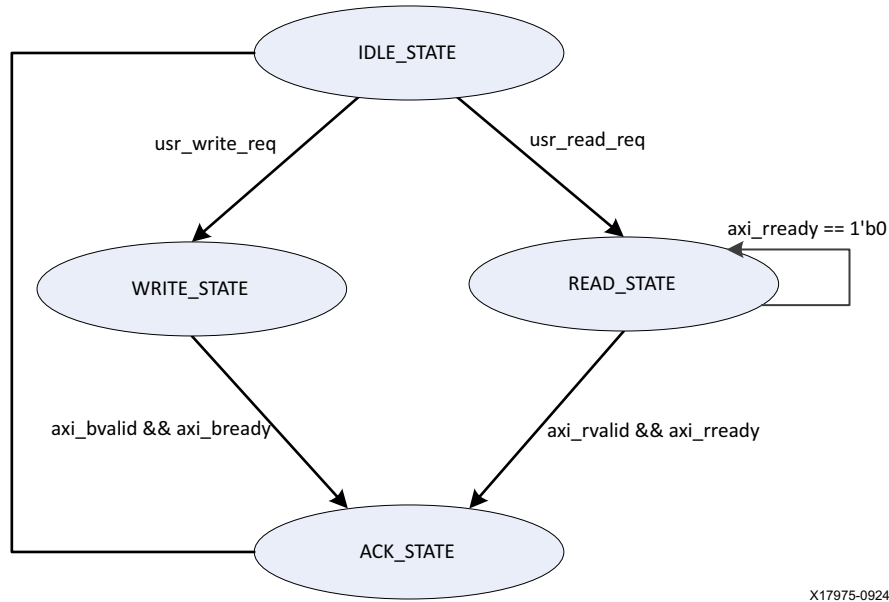 IDLE_STATE
usr_write_req
usr_read_req
axi_rready == 1'b0
WRITE_STATE
READ_STATE
axi_bvalid && axi_bready
axi_rvalid && axi_rready
ACK_STATE
X17975-0924